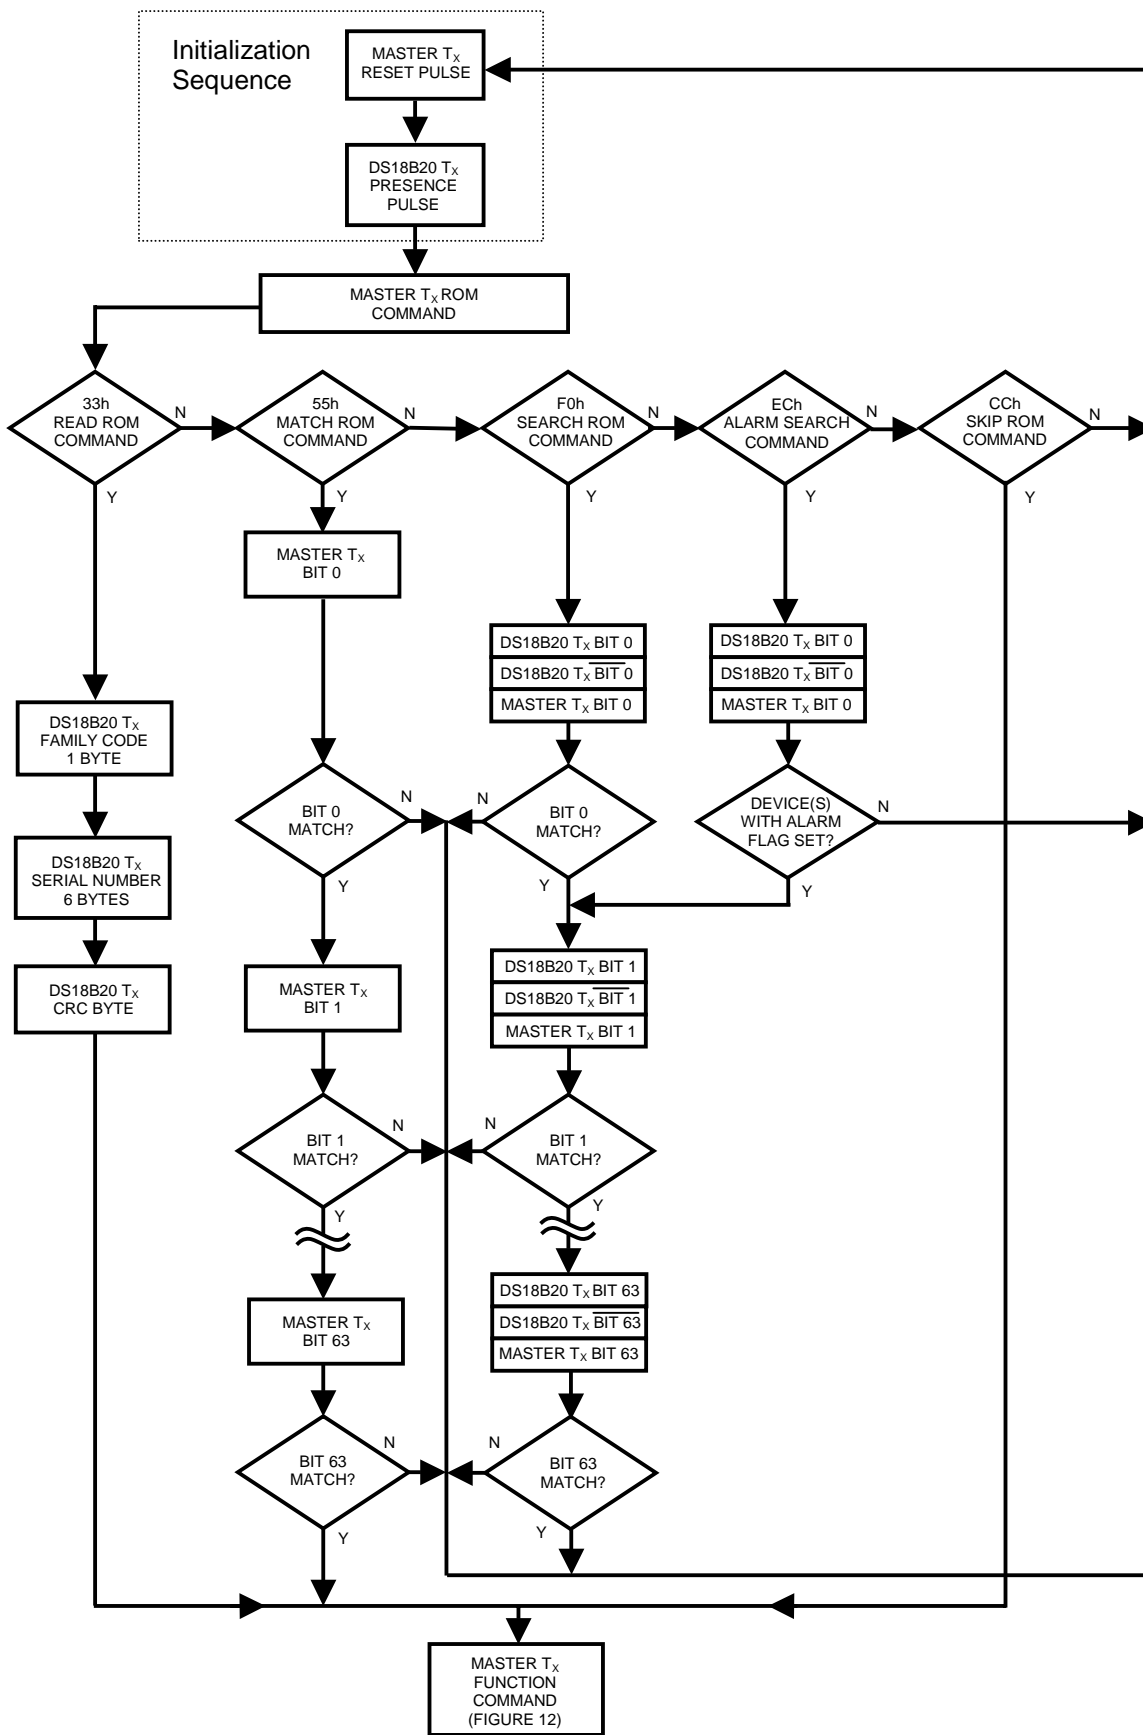 Initialization
Sequence
MASTER TX
RESET PULSE
DS18B20 TX
PRESENCE
PULSE
MASTER TX ROM
COMMAND
33h
READ ROM
COMMAND
N
Y
55h
MATCH ROM
COMMAND
N
Y
F0h
SEARCH ROM
COMMAND
N
Y
ECh
ALARM SEARCH
COMMAND
N
Y
CCh
SKIP ROM
COMMAND
N
Y
MASTER TX
BIT 0
DS18B20 TX BIT 0
DS18B20 TX B̅I̅T̅ 0̅
MASTER TX BIT 0
DS18B20 TX BIT 0
DS18B20 TX B̅I̅T̅ 0̅
MASTER TX BIT 0
DS18B20 TX
FAMILY CODE
1 BYTE
BIT 0
MATCH?
N
Y
N
BIT 0
MATCH?
Y
DEVICE(S)
WITH ALARM
FLAG SET?
N
Y
DS18B20 TX
SERIAL NUMBER
6 BYTES
DS18B20 TX
CRC BYTE
MASTER TX
BIT 1
DS18B20 TX BIT 1
DS18B20 TX B̅I̅T̅ 1̅
MASTER TX BIT 1
BIT 1
MATCH?
N
Y
N
BIT 1
MATCH?
Y
MASTER TX
BIT 63
DS18B20 TX BIT 63
DS18B20 TX B̅I̅T̅ 6̅3̅
MASTER TX BIT 63
BIT 63
MATCH?
N
Y
N
BIT 63
MATCH?
Y
MASTER TX
FUNCTION
COMMAND
(FIGURE 12)